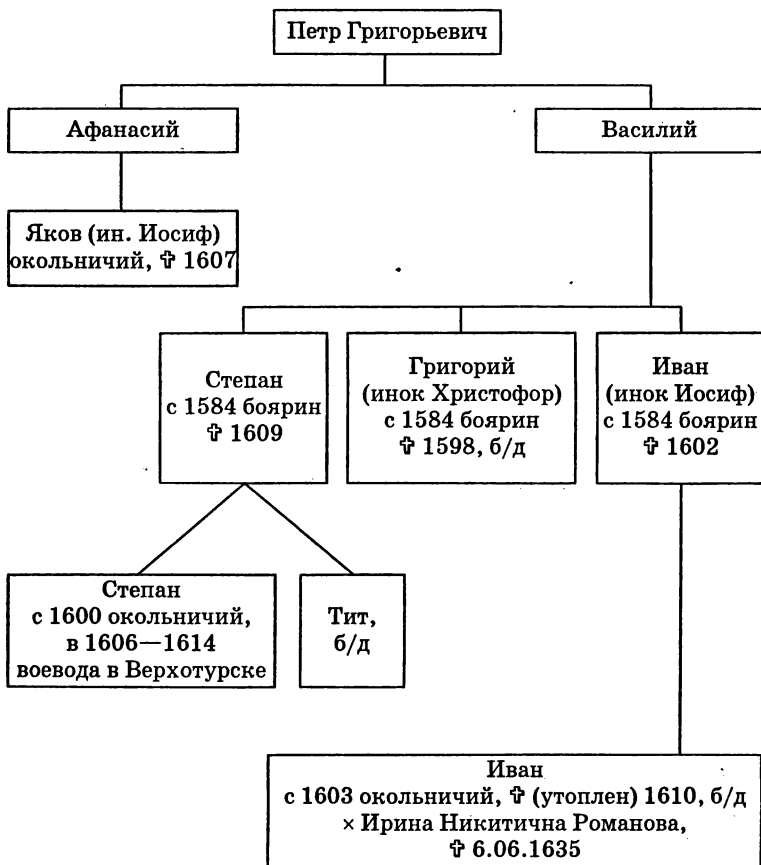 Петр Григорьевич
Афанасий
Василий
Яков (ин. Иосиф)
окольничий, ✞ 1607
Степан
с 1584 боярин
✞ 1609
Григорий
(инок Христофор)
с 1584 боярин
✞ 1598, б/д
Иван
(инок Иосиф)
с 1584 боярин
✞ 1602
Степан
с 1600 окольничий,
в 1606—1614
воевода в Верхотурске
Тит,
б/д
Иван
с 1603 окольничий, ✞ (утоплен) 1610, б/д
× Ирина Никитична Романова,
✞ 6.06.1635